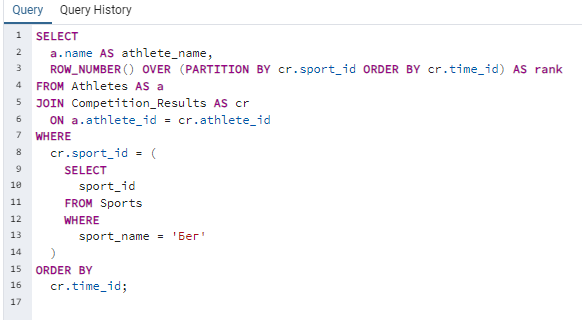 Query Query History
1 SELECT
2 a.name AS athlete_name,
3 ROW_NUMBER() OVER (PARTITION BY cr.sport_id ORDER BY cr.time_id) AS rank
4 FROM Athletes AS a
5 JOIN Competition_Results AS cr
6 ON a.athlete_id = cr.athlete_id
7 WHERE
8 cr.sport_id = (
9 SELECT
10 sport_id
11 FROM Sports
12 WHERE
13 sport_name = 'Бег'
14 )
15 ORDER BY
16 cr.time_id;
17